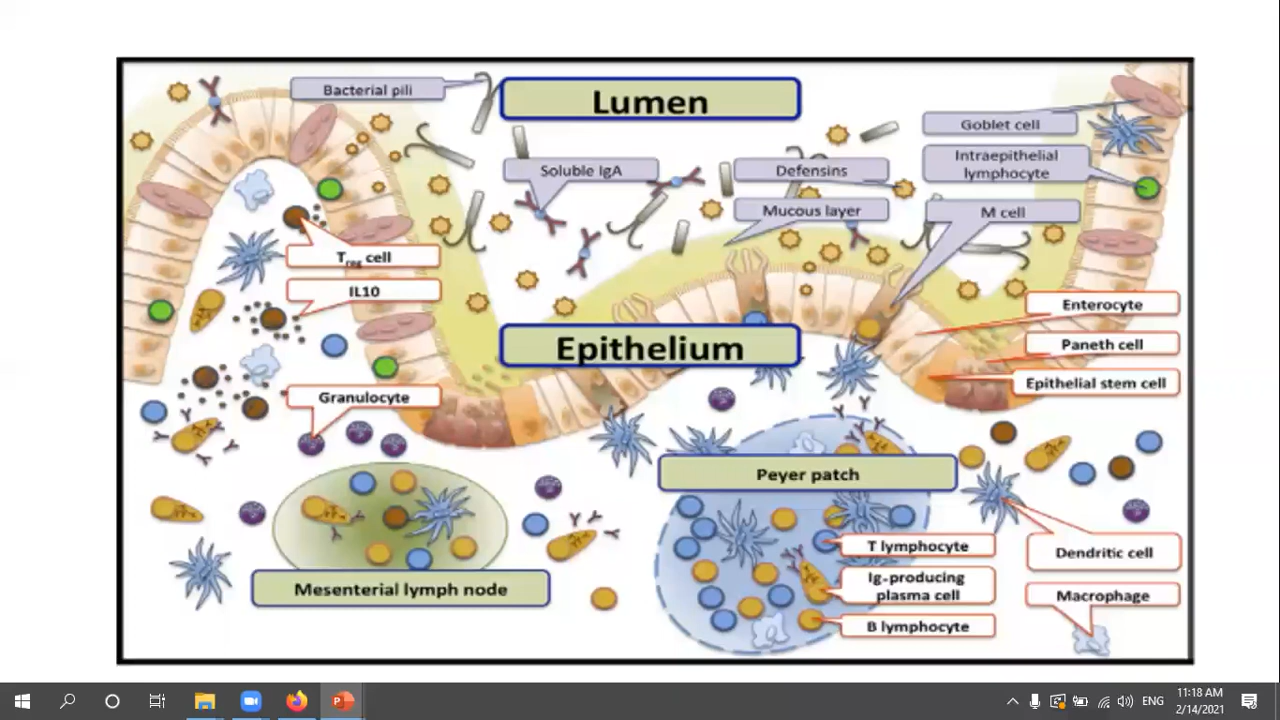 Bacterial pili
Lumen
Goblet cell
Soluble IgA
Defensins
Intraepithelial
lymphocyte
Mucous layer
M cell
Treg cell
IL10
Enterocyte
Epithelium
Paneth cell
Epithelial stem cell
Granulocyte
Peyer patch
T lymphocyte
Dendritic cell
Mesenterial lymph node
Ig-producing
plasma cell
Macrophage
B lymphocyte
ENG
11:18 AM
2/14/2021